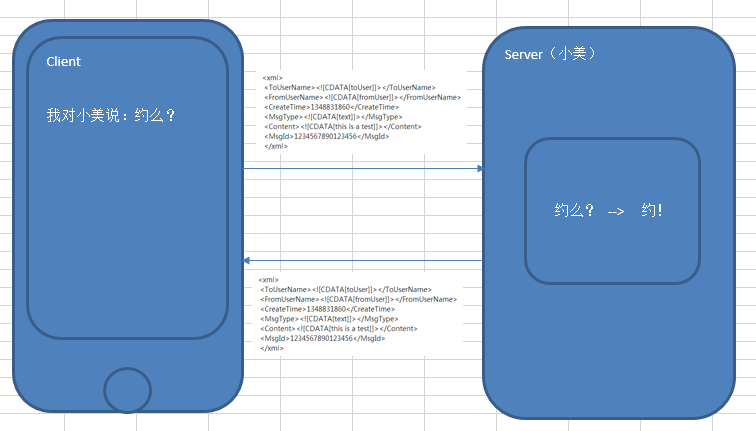 Client
我对小美说：约么？
<xml>
<ToUserName><![CDATA[toUser]]></ToUserName>
<FromUserName><![CDATA[fromUser]]></FromUserName>
<CreateTime>1348831860</CreateTime>
<MsgType><![CDATA[text]]></MsgType>
<Content><![CDATA[this is a test]]></Content>
<MsgId>1234567890123456</MsgId>
</xml>
Server（小美）
约么？ --> 约!
<xml>
<ToUserName><![CDATA[toUser]]></ToUserName>
<FromUserName><![CDATA[fromUser]]></FromUserName>
<CreateTime>1348831860</CreateTime>
<MsgType><![CDATA[text]]></MsgType>
<Content><![CDATA[this is a test]]></Content>
<MsgId>1234567890123456</MsgId>
</xml>